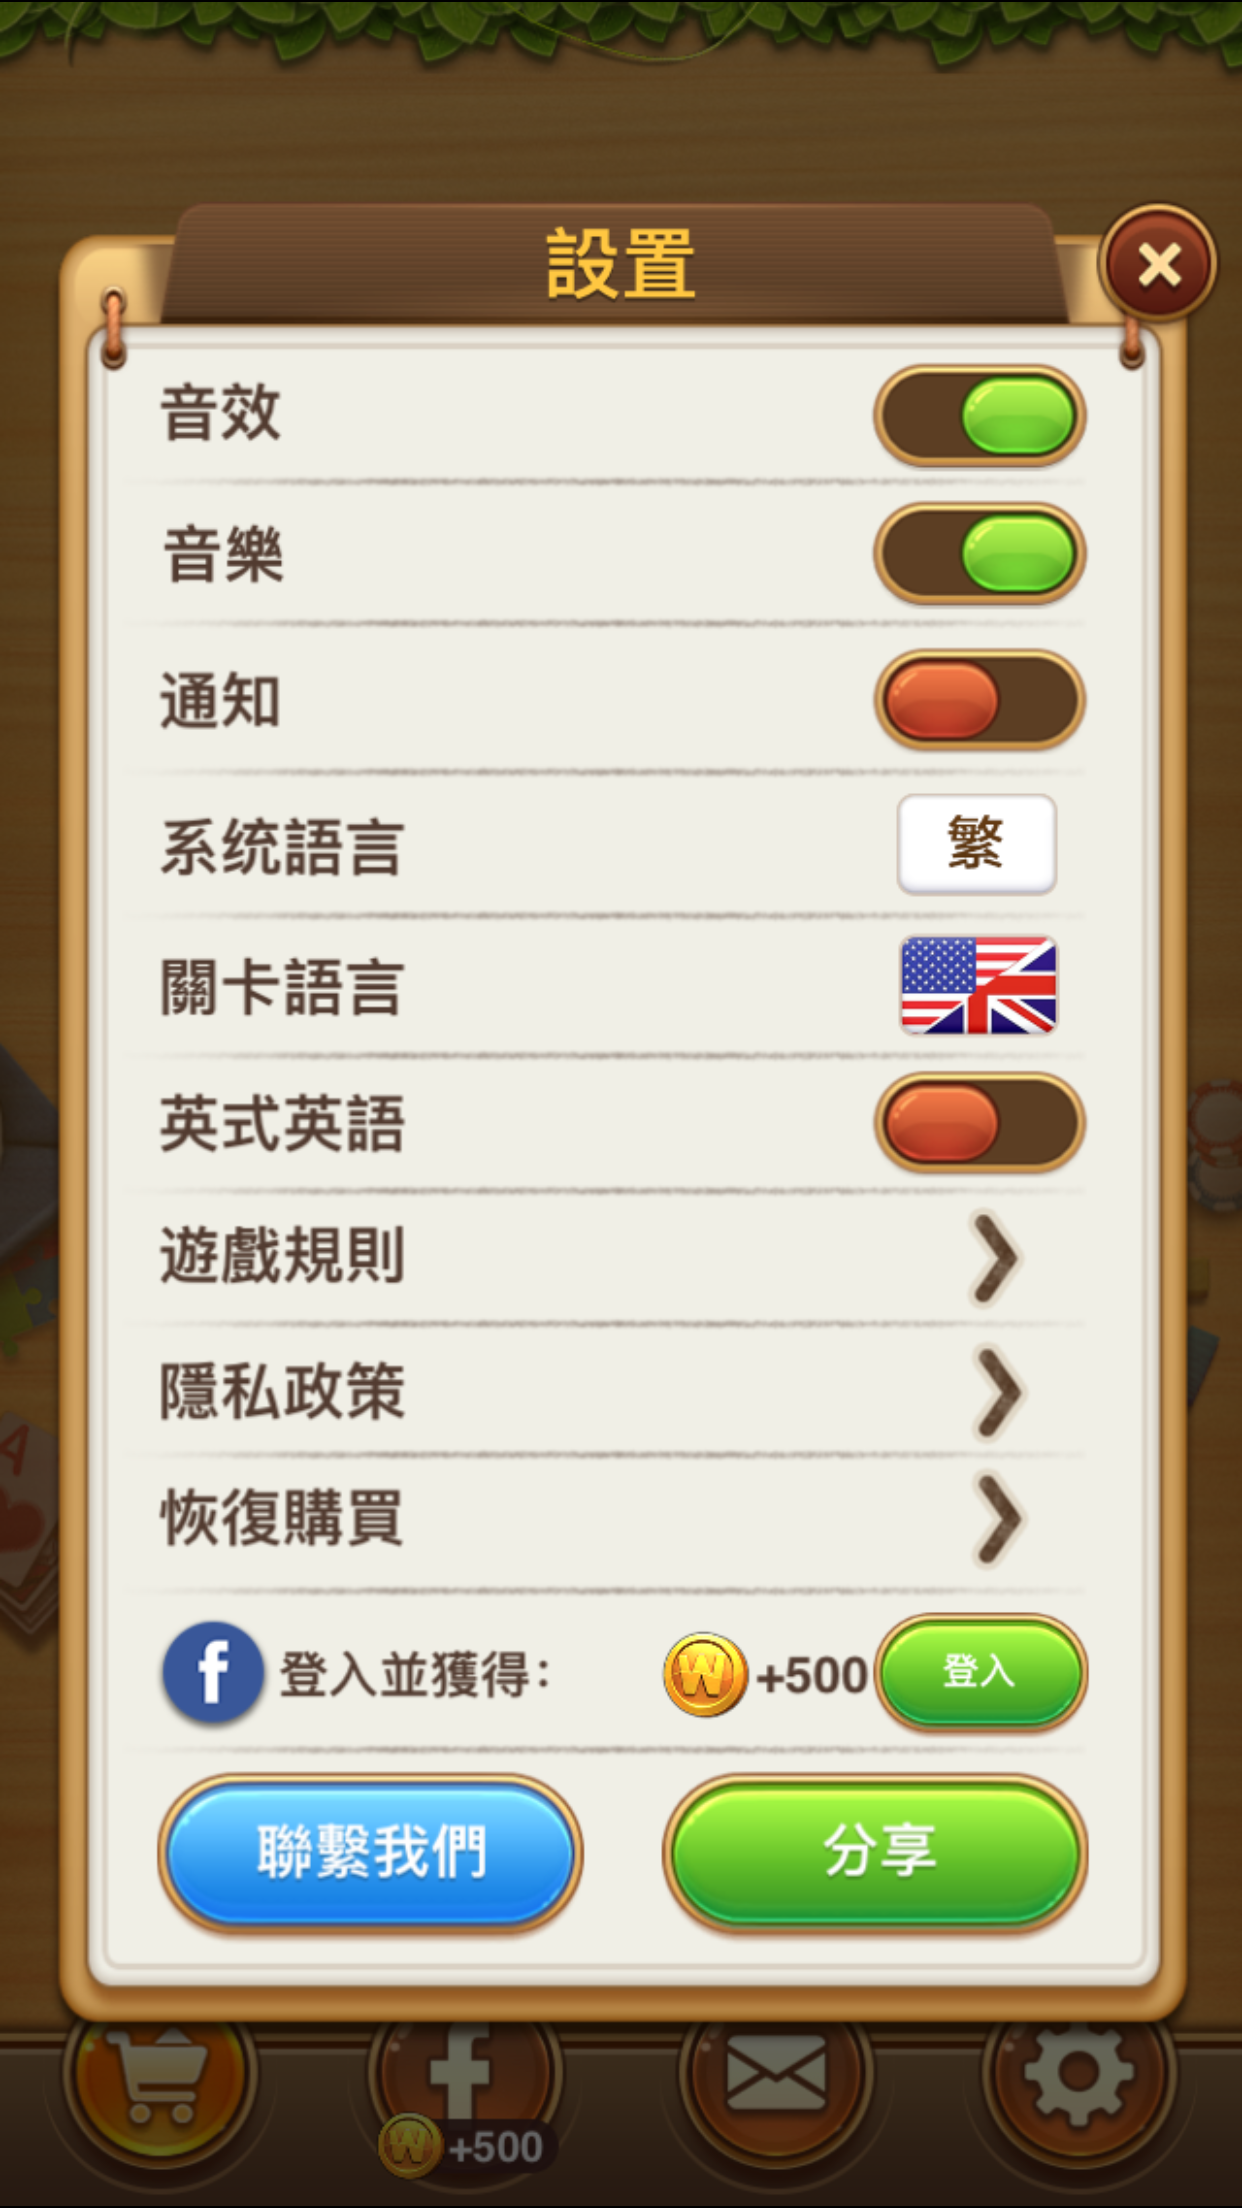 設置
音效
音樂
通知
系统語言
繁
關卡語言
英式英語
遊戲規則
隱私政策
恢復購買
f 登入並獲得: W +500 登入
聯繫我們 分享
f
W +500
A